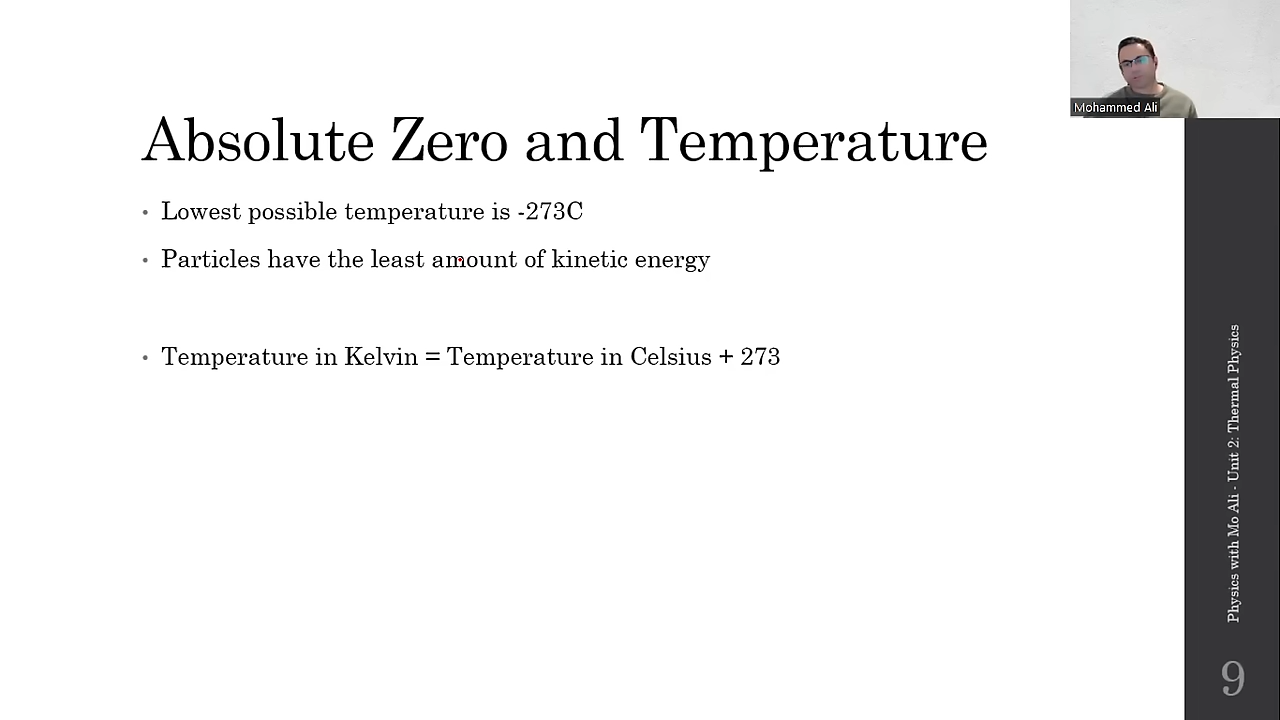 Mohammed Ali
Absolute Zero and Temperature
• Lowest possible temperature is -273C
• Particles have the least amount of kinetic energy
• Temperature in Kelvin = Temperature in Celsius + 273
Physics with Mo Ali - Unit 2: Thermal Physics
9